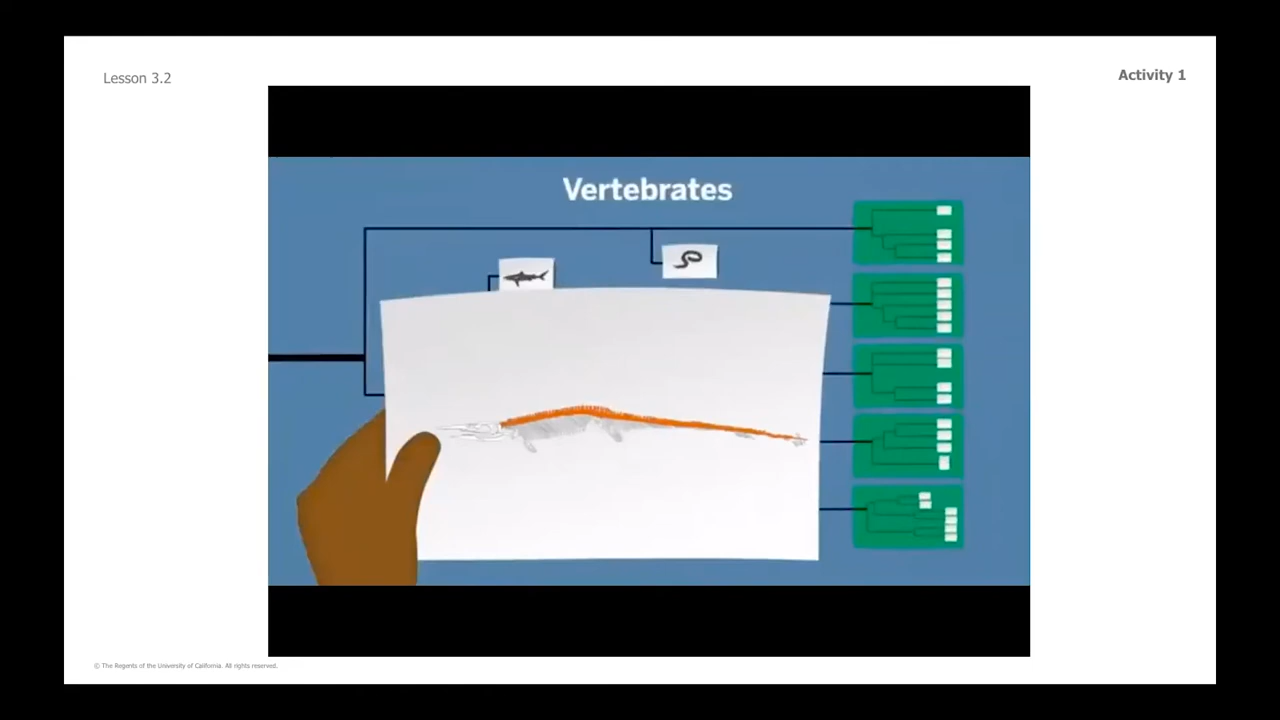 Lesson 3.2
Activity 1
Vertebrates
© The Regents of the University of California. All rights reserved.